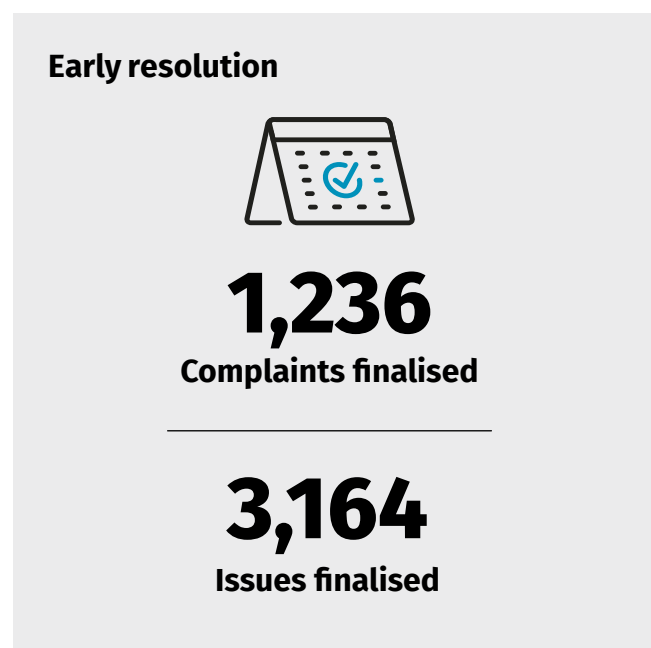 Early resolution
1,236
Complaints finalised
3,164
Issues finalised